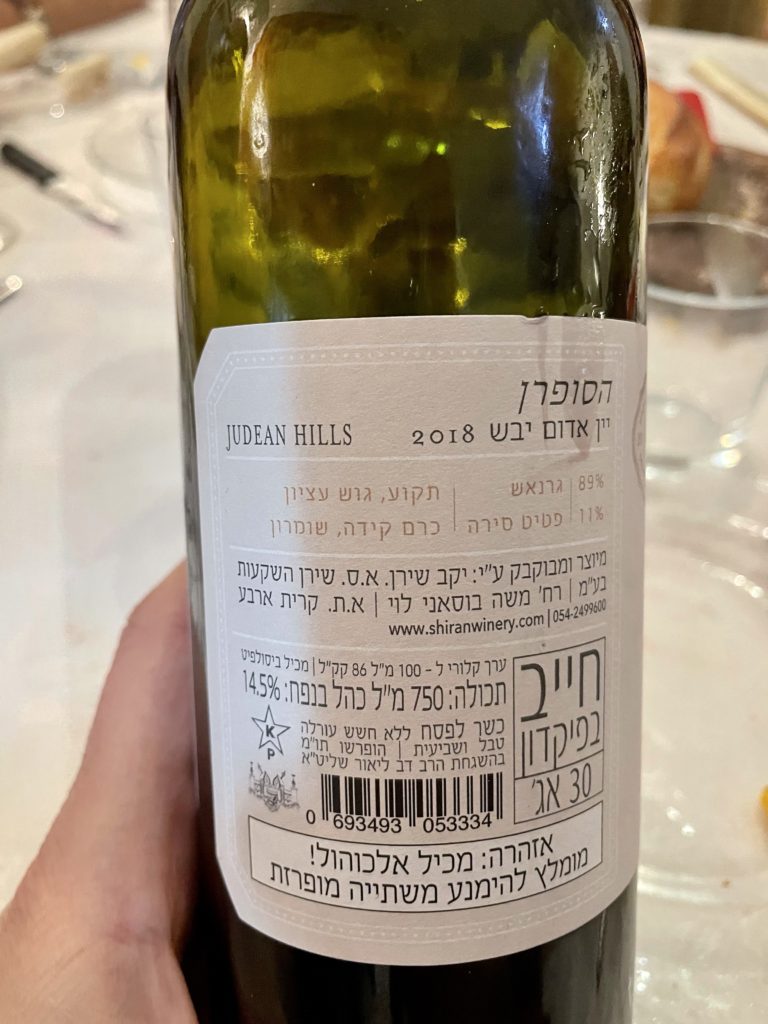 הסופרן
יין אדום יבש 2018 JUDEAN HILLS
89% | גרנאש | תקוע, גוש עציון
11% | פטיט סירה | כרם קידה, שומרון
מיוצר ומבוקבק ע"י: יקב שירן. א.ס. שירן השקעות
בע"מ | רח' משה בוסאני לוי | א.ת. קרית ארבע
www.shiranwinery.com | 054-2499600
חייב
בפיקדון
30 אג'
ערך קלורי ל - 100 מ"ל 86 קק"ל | מכיל ביסולפיט
תכולה: 750 מ"ל כהל בנפח: 14.5%
כשר לפסח ללא חשש עורלה
טבל ושביעית | הופרשו תו"מ
בהשגחת הרב דב ליאור שליט"א
K
P
0 693493 053334
אזהרה: מכיל אלכוהול!
מומלץ להימנע משתייה מופרזת